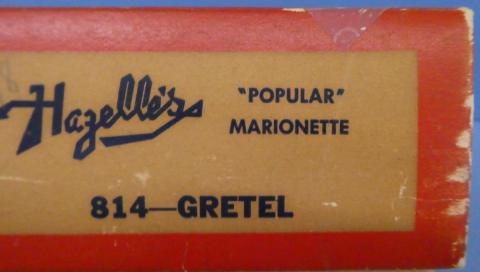 Hazelle's
"POPULAR"
MARIONETTE
814—GRETEL